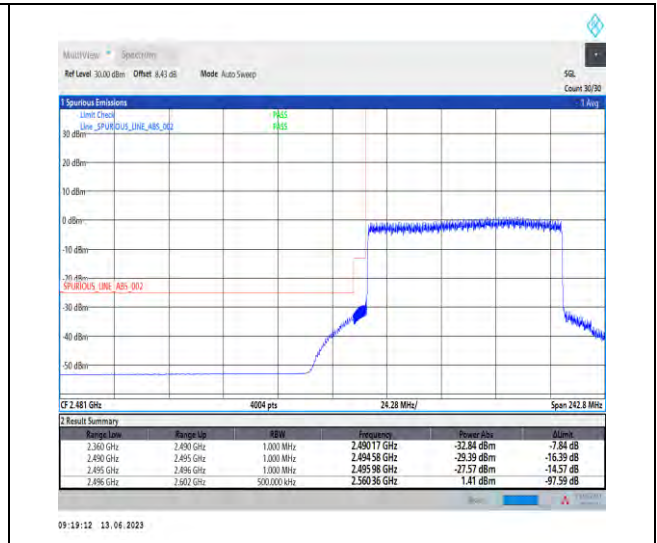 MultiView Spectrum
Ref Level 30.00 dBm Offset 8.43 dB Mode Auto Sweep SGL
Count 30/30
1 Spurious Emissions 1 Avg
Limit Check PASS
Line _SPURIOUS_LINE_ABS_002 PASS
30 dBm
20 dBm
10 dBm
0 dBm
-10 dBm
-20 dBm
SPURIOUS_LINE_ABS_002
-30 dBm
-40 dBm
-50 dBm
CF 2.481 GHz 4004 pts 24.28 MHz/ Span 242.8 MHz
2 Result Summary
Range Low Range Up RBW Frequency Power Abs ΔLimit
2.360 GHz 2.490 GHz 1.000 MHz 2.490 17 GHz -32.84 dBm -7.84 dB
2.490 GHz 2.495 GHz 1.000 MHz 2.494 58 GHz -29.39 dBm -16.39 dB
2.495 GHz 2.496 GHz 1.000 MHz 2.495 98 GHz -27.57 dBm -14.57 dB
2.496 GHz 2.602 GHz 500.000 kHz 2.560 36 GHz 1.41 dBm -97.59 dB
09:19:12 13.06.2023